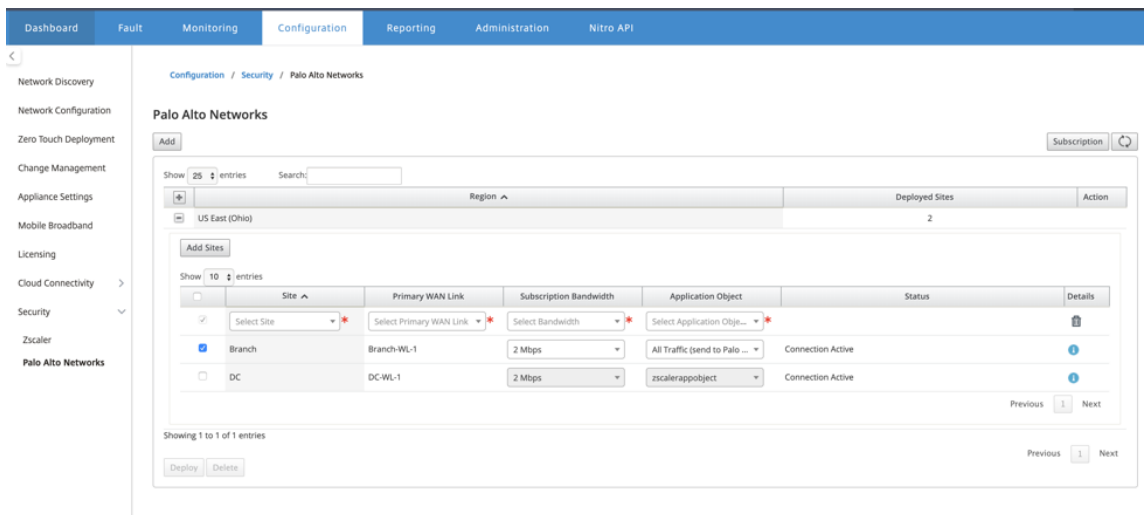 Dashboard Fault Monitoring Configuration Reporting Administration Nitro API
Network Discovery
Network Configuration
Zero Touch Deployment
Change Management
Appliance Settings
Mobile Broadband
Licensing
Cloud Connectivity
Security
Zscaler
Palo Alto Networks
Configuration / Security / Palo Alto Networks
Palo Alto Networks
Add Subscription
Show 25 entries Search:
Region Deployed Sites Action
US East (Ohio) 2
Add Sites
Show 10 entries
Site Primary WAN Link Subscription Bandwidth Application Object Status Details
Select Site * Select Primary WAN Link * Select Bandwidth * Select Application Obje... *
Branch Branch-WL-1 2 Mbps All Traffic (send to Palo ... Connection Active
DC DC-WL-1 2 Mbps zscalerappobject Connection Active
Previous 1 Next
Showing 1 to 1 of 1 entries
Previous 1 Next
Deploy Delete